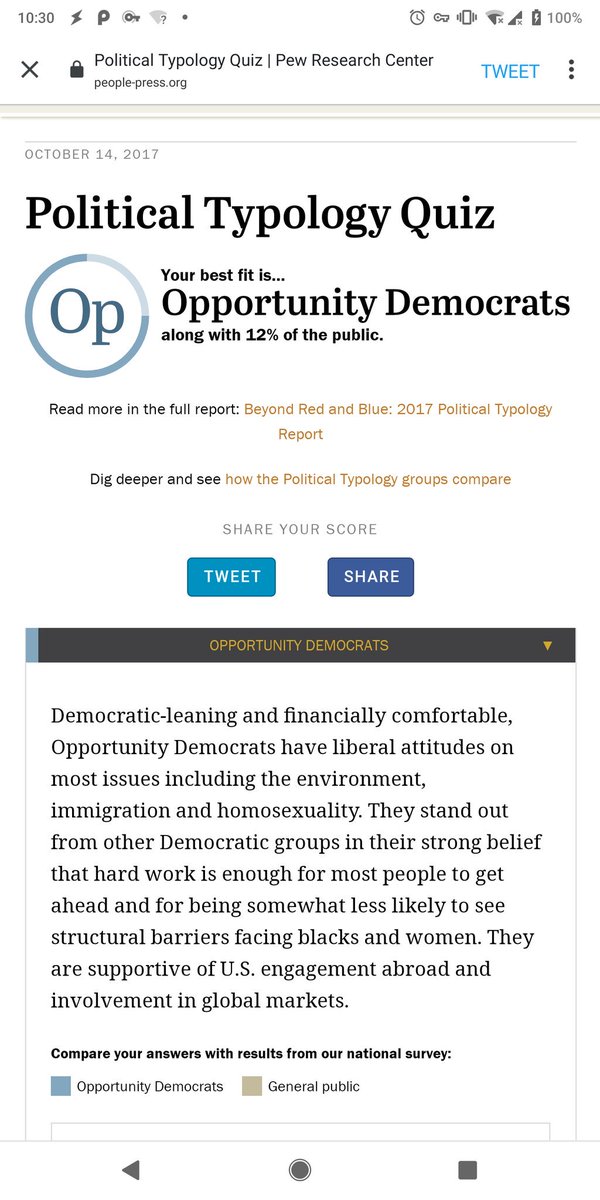 10:30
100%
Political Typology Quiz | Pew Research Center
people-press.org
TWEET
OCTOBER 14, 2017
Political Typology Quiz
Op
Your best fit is...
Opportunity Democrats
along with 12% of the public.
Read more in the full report: Beyond Red and Blue: 2017 Political Typology
Report
Dig deeper and see how the Political Typology groups compare
SHARE YOUR SCORE
TWEET SHARE
OPPORTUNITY DEMOCRATS
Democratic-leaning and financially comfortable,
Opportunity Democrats have liberal attitudes on
most issues including the environment,
immigration and homosexuality. They stand out
from other Democratic groups in their strong belief
that hard work is enough for most people to get
ahead and for being somewhat less likely to see
structural barriers facing blacks and women. They
are supportive of U.S. engagement abroad and
involvement in global markets.
Compare your answers with results from our national survey:
Opportunity Democrats General public